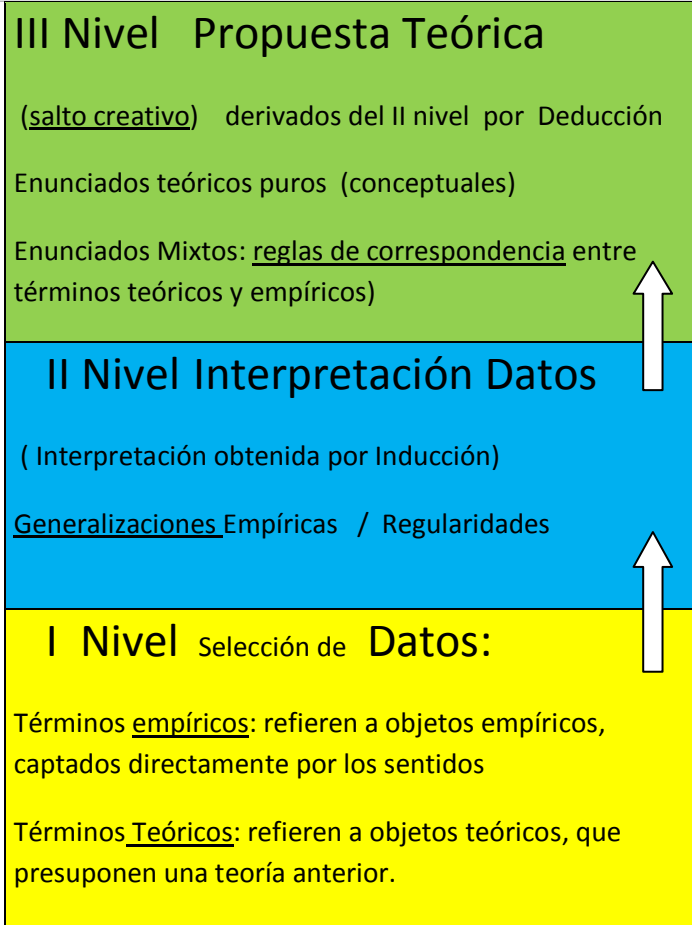 III Nivel Propuesta Teórica
(salto creativo) derivados del II nivel por Deducción
Enunciados teóricos puros (conceptuales)
Enunciados Mixtos: reglas de correspondencia entre
términos teóricos y empíricos)
II Nivel Interpretación Datos
( Interpretación obtenida por Inducción)
Generalizaciones Empíricas / Regularidades
I Nivel Selección de Datos:
Términos empíricos: refieren a objetos empíricos,
captados directamente por los sentidos
Términos Teóricos: refieren a objetos teóricos, que
presuponen una teoría anterior.